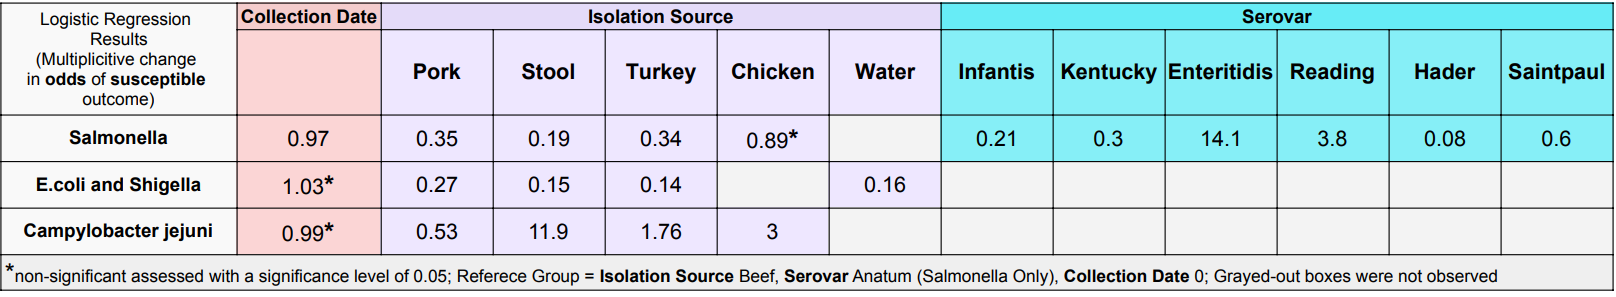 Logistic Regression
Results
(Multiplicitive change
in odds of susceptible
outcome)
Collection Date Isolation Source Serovar
Pork Stool Turkey Chicken Water Infantis Kentucky Enteritidis Reading Hader Saintpaul
Salmonella 0.97 0.35 0.19 0.34 0.89* 0.21 0.3 14.1 3.8 0.08 0.6
E.coli and Shigella 1.03* 0.27 0.15 0.14 0.16
Campylobacter jejuni 0.99* 0.53 11.9 1.76 3
*non-significant assessed with a significance level of 0.05; Referece Group = Isolation Source Beef, Serovar Anatum (Salmonella Only), Collection Date 0; Grayed-out boxes were not observed